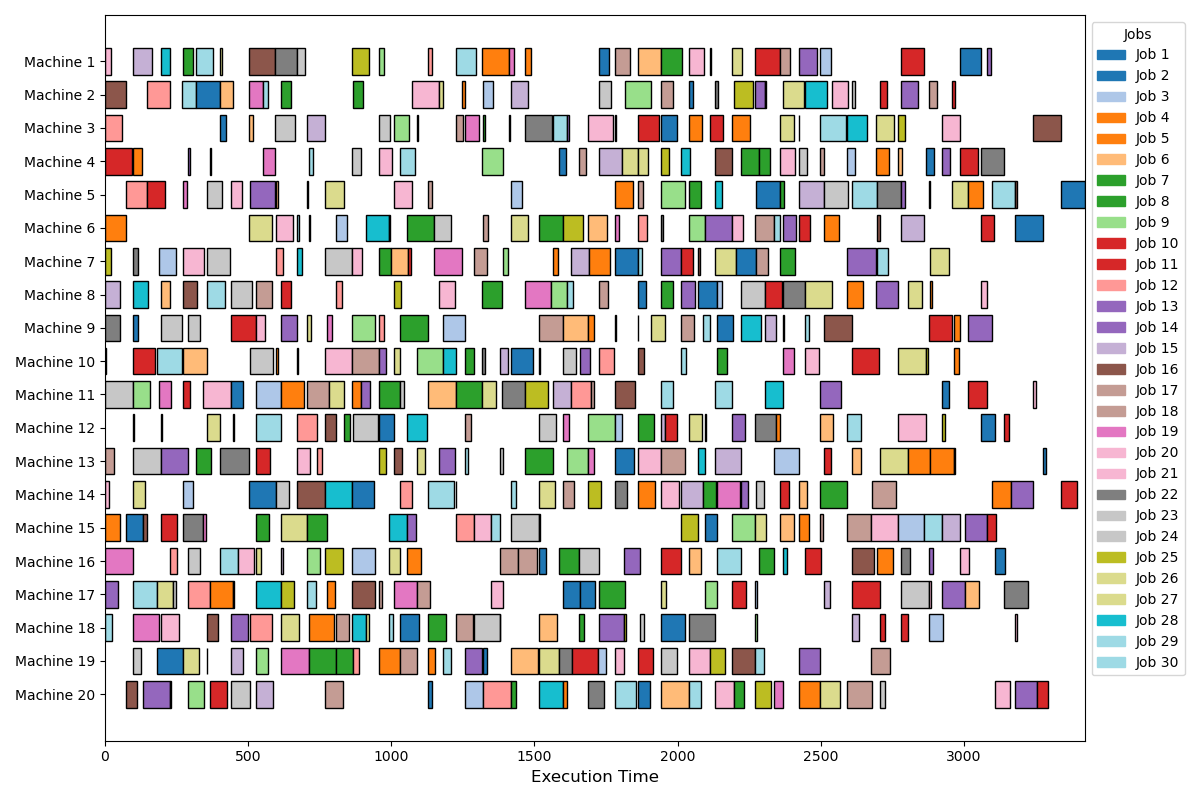 Machine 1
Machine 2
Machine 3
Machine 4
Machine 5
Machine 6
Machine 7
Machine 8
Machine 9
Machine 10
Machine 11
Machine 12
Machine 13
Machine 14
Machine 15
Machine 16
Machine 17
Machine 18
Machine 19
Machine 20
0 500 1000 1500 2000 2500 3000
Execution Time
Jobs
Job 1
Job 2
Job 3
Job 4
Job 5
Job 6
Job 7
Job 8
Job 9
Job 10
Job 11
Job 12
Job 13
Job 14
Job 15
Job 16
Job 17
Job 18
Job 19
Job 20
Job 21
Job 22
Job 23
Job 24
Job 25
Job 26
Job 27
Job 28
Job 29
Job 30